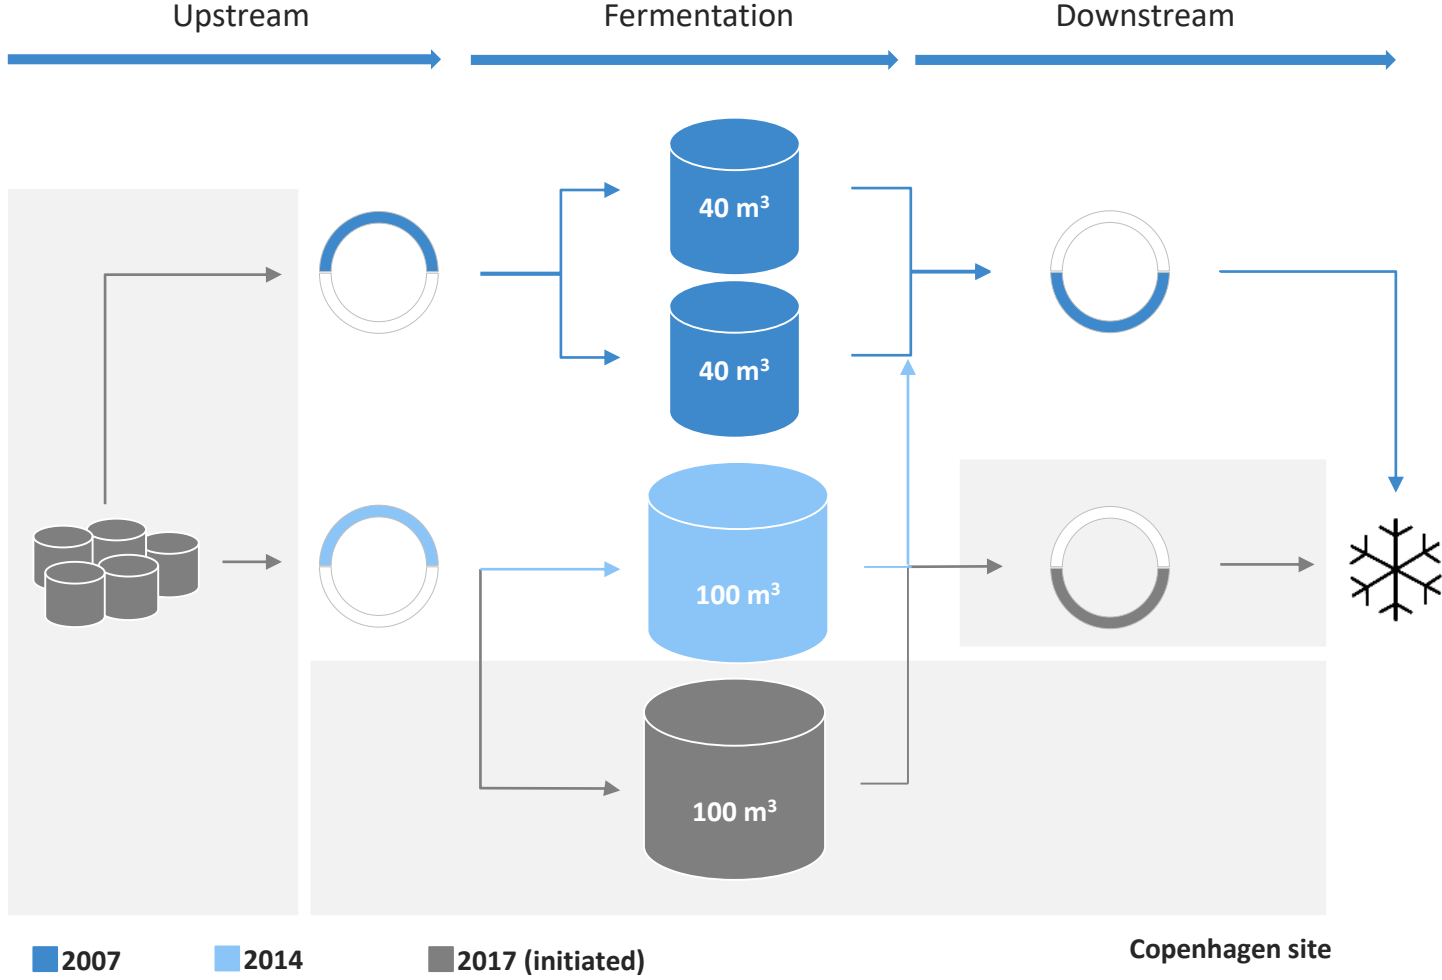 Upstream
Fermentation
Downstream
40 m³
40 m³
100 m³
100 m³
2007
2014
2017 (initiated)
Copenhagen site